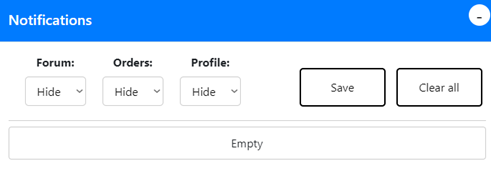 Notifications -
Forum: Orders: Profile:
Hide Hide Hide Save Clear all
Empty